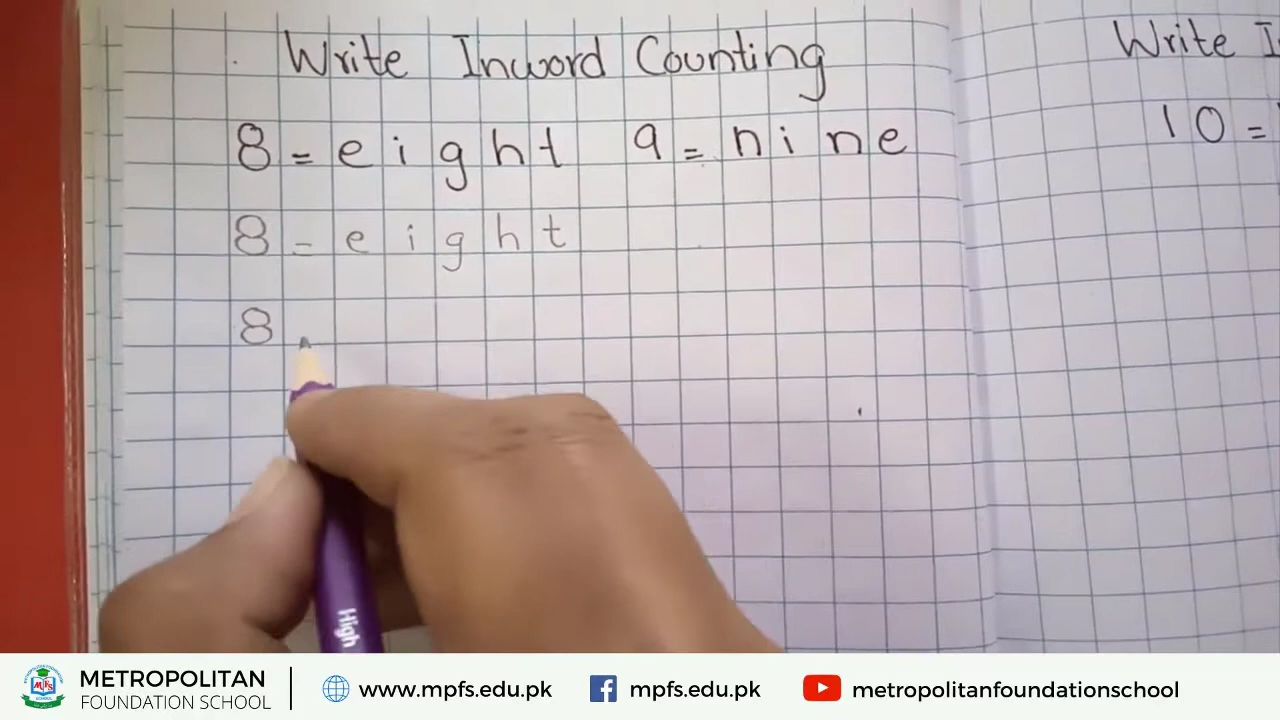 Write Inword Counting
8 = eight 9 = nine
8 = eight
8
Write
10 =
High
METROPOLITAN
FOUNDATION SCHOOL
www.mpfs.edu.pk
mpfs.edu.pk
metropolitanfoundationschool